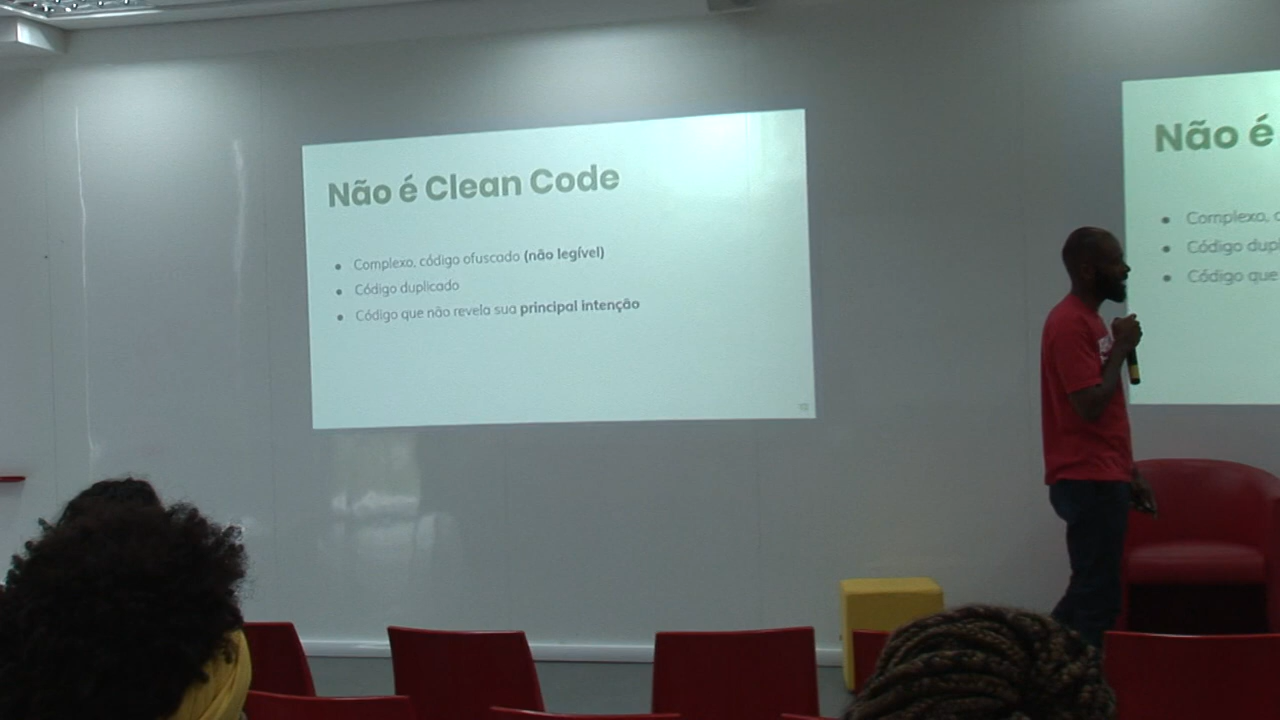 Não é Clean Code
Complexo, código ofuscado (não legível)
Código duplicado
Código que não revela sua principal intenção
Não é
Complexo,
Código
Código que